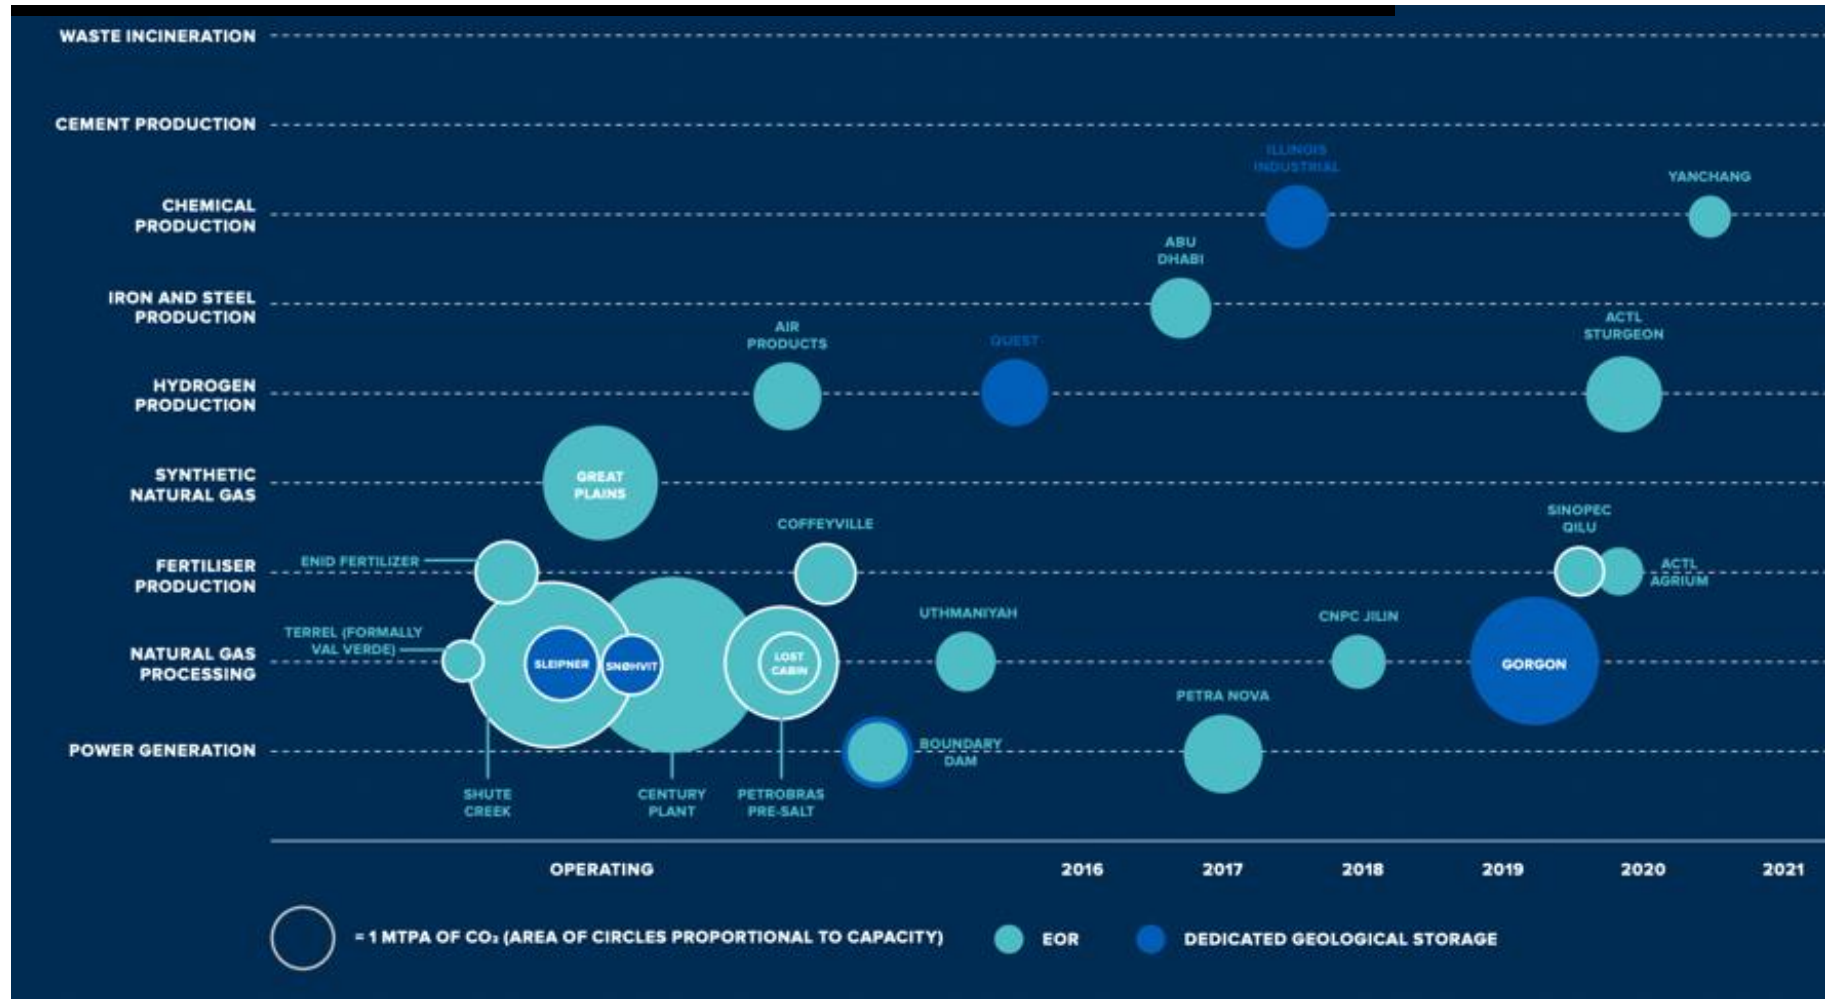 WASTE INCINERATION
CEMENT PRODUCTION
ILLINOIS
INDUSTRIAL
YANCHANG
CHEMICAL
PRODUCTION
ABU
DHABI
IRON AND STEEL
PRODUCTION
ACTL
STURGEON
AIR
PRODUCTS
QUEST
HYDROGEN
PRODUCTION
SYNTHETIC
NATURAL GAS
GREAT
PLAINS
COFFEYVILLE
SINOPEC
QILU
ENID FERTILIZER
FERTILISER
PRODUCTION
ACTL
AGRIUM
UTHMANIYAH
CNPC JILIN
TERREL (FORMALLY
VAL VERDE)
NATURAL GAS
PROCESSING
SLEIPNER
SNØHVIT
LOST
CABIN
GORGON
PETRA NOVA
POWER GENERATION
BOUNDARY
DAM
SHUTE
CREEK
CENTURY
PLANT
PETROBRAS
PRE-SALT
OPERATING
2016
2017
2018
2019
2020
2021
= 1 MTPA OF CO₂ (AREA OF CIRCLES PROPORTIONAL TO CAPACITY)
EOR
DEDICATED GEOLOGICAL STORAGE